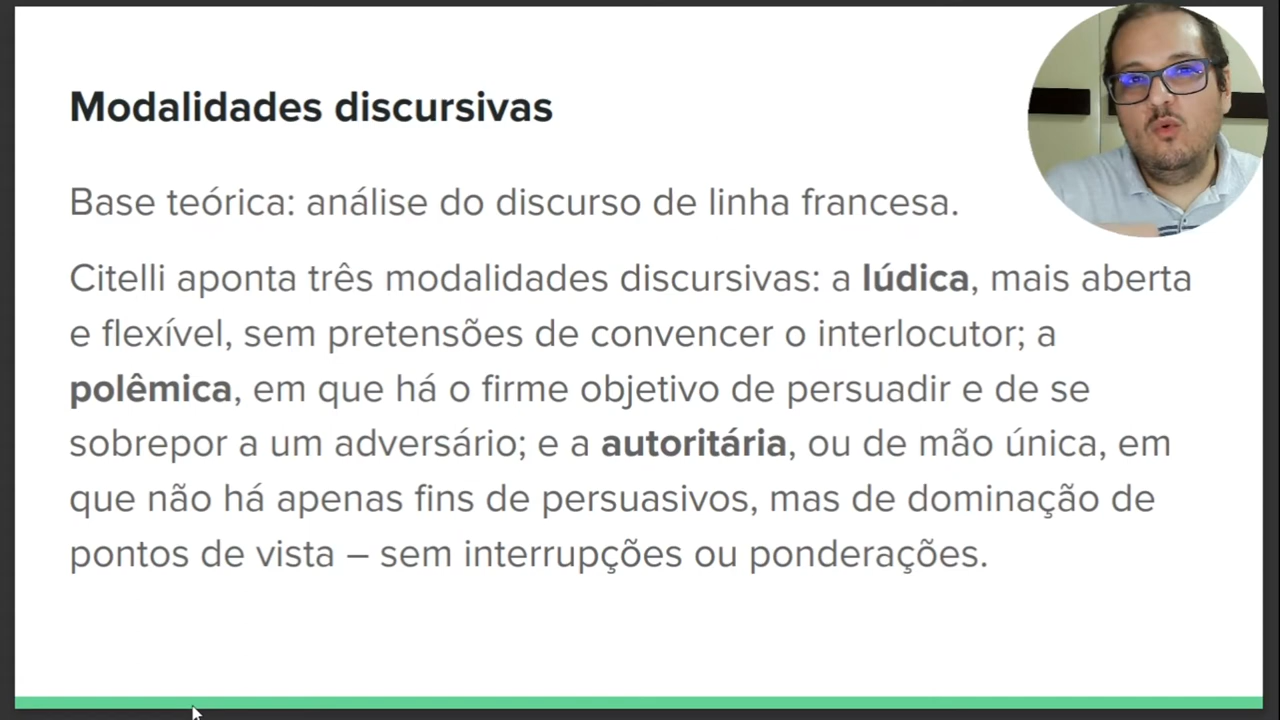 Modalidades discursivas
Base teórica: análise do discurso de linha francesa.
Citelli aponta três modalidades discursivas: a lúdica, mais aberta
e flexível, sem pretensões de convencer o interlocutor; a
polêmica, em que há o firme objetivo de persuadir e de se
sobrepor a um adversário; e a autoritária, ou de mão única, em
que não há apenas fins de persuasivos, mas de dominação de
pontos de vista – sem interrupções ou ponderações.